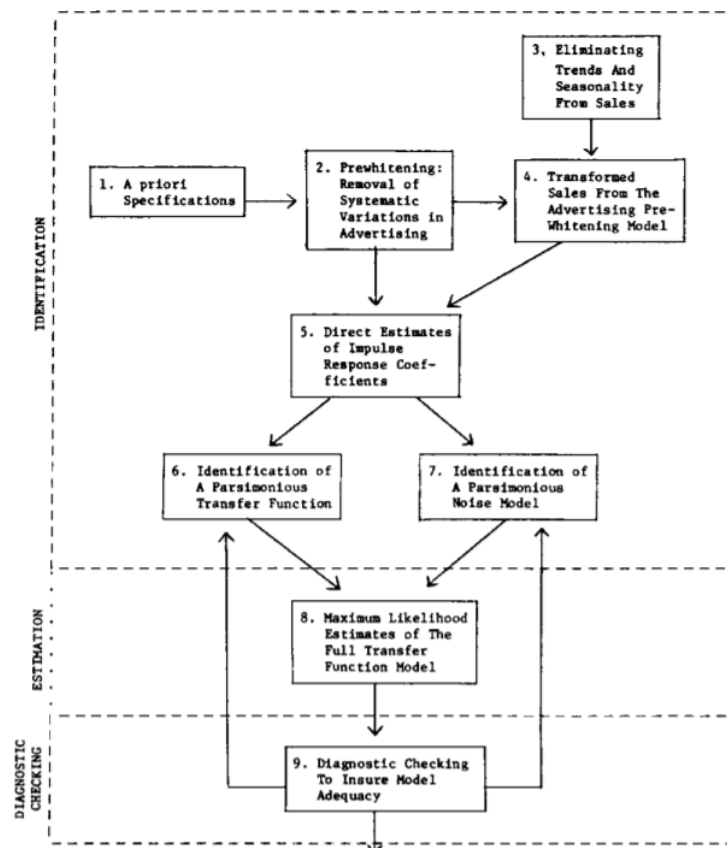 3, Eliminating
Trends And
Seasonality
From Sales
1. A priori
Specifications
2. Prewhitening:
Removal of
Systematic
Variations in
Advertising
4. Transformed
Sales From The
Advertising Pre-
Whitening Model
IDENTIFICATION
5. Direct Estimates
of Impulse
Response Coef-
ficients
6. Identification of
A Parsimonious
Transfer Function
7. Identification of
A Parsimonious
Noise Model
ESTIMATION
8. Maximum Likelihood
Estimates of The
Full Transfer
Function Model
DIAGNOSTIC
CHECKING
9. Diagnostic Checking
To Insure Model
Adequacy